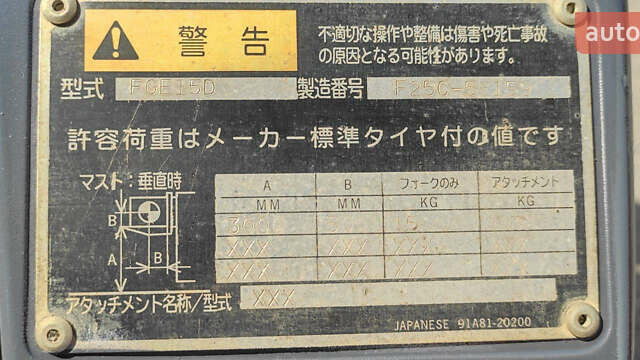 auto
警告
不適切な操作や整備は傷害や死亡事故
の原因となる可能性があります。
型式 FGE15D 製造番号
許容荷重はメーカー標準タイヤ付の値です
マスト:垂直時
A B フォークのみ アタッチメント
MM MM KG KG
XXX XXX XXX
XXX XXX XXX
B
B
A
アタッチメント名称/型式 XXX
JAPANESE 91A81-20200